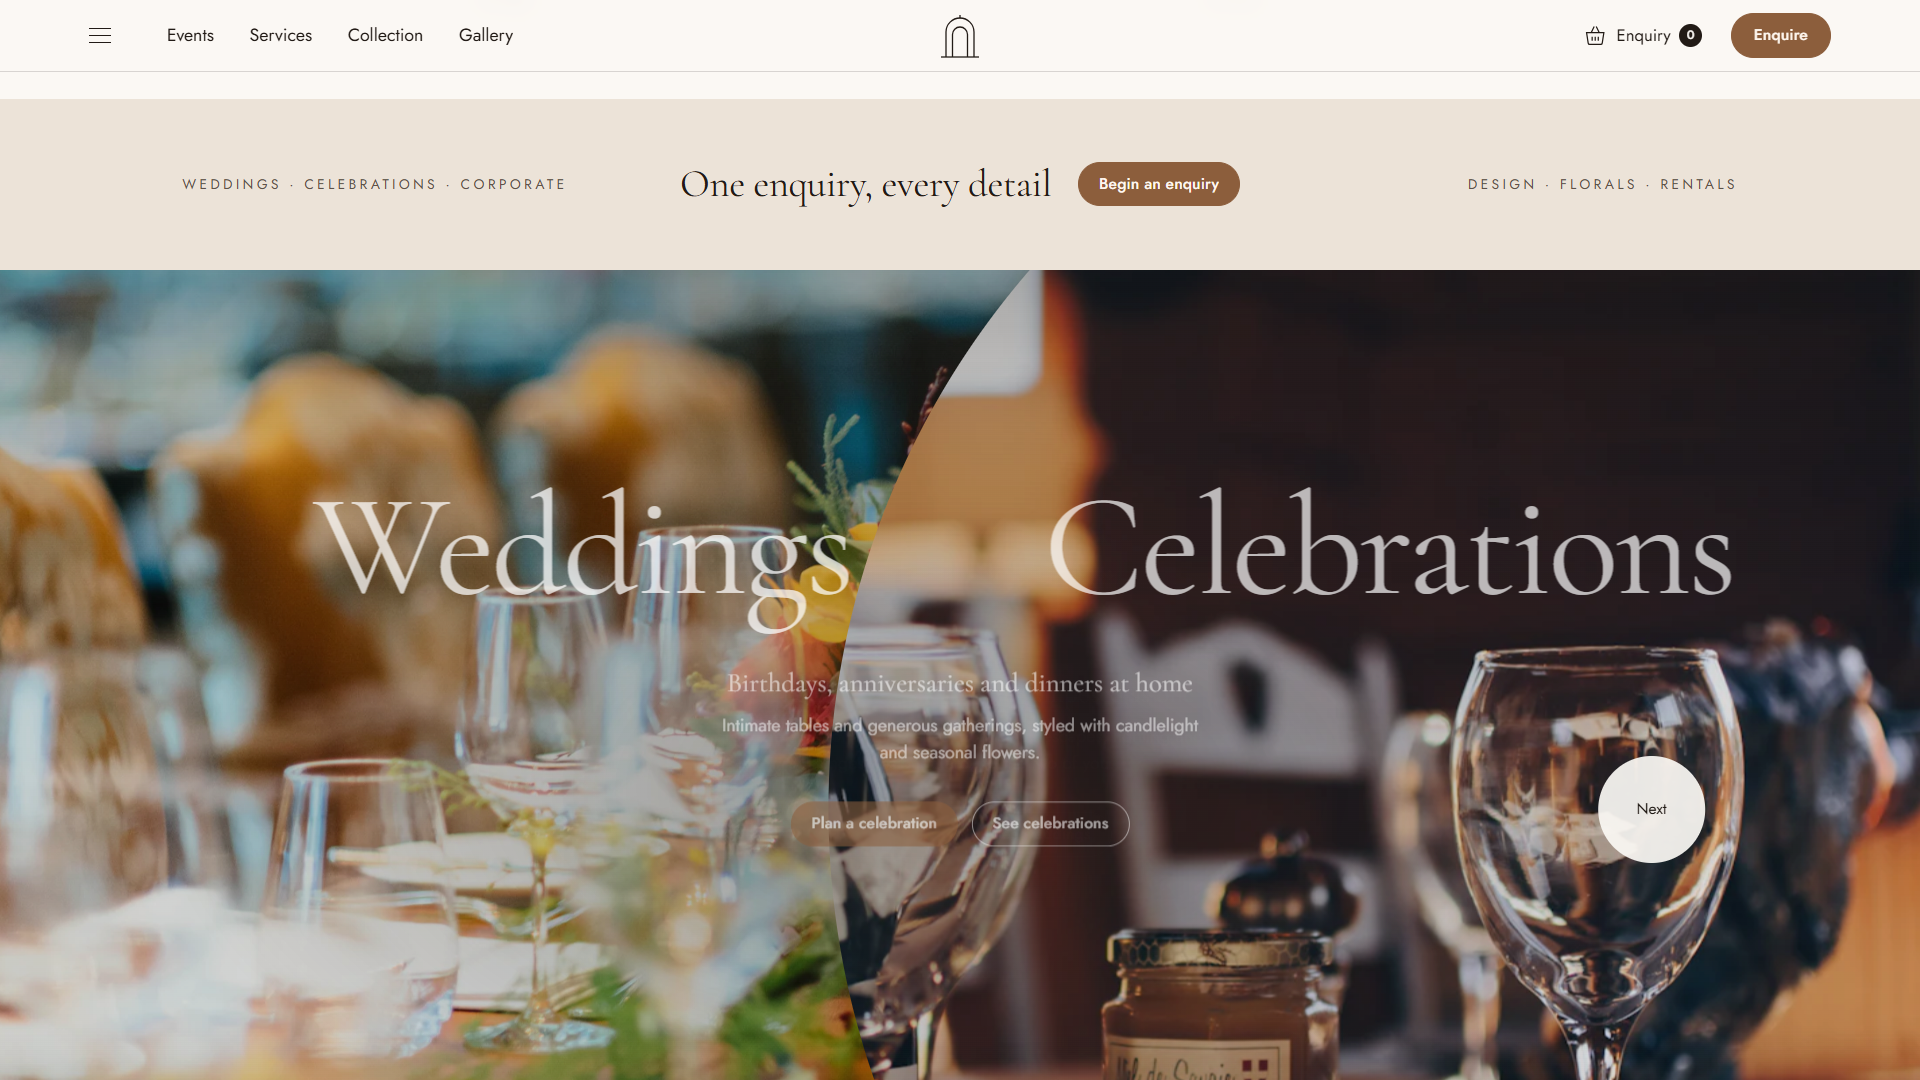 Events
Services
Collection
Gallery
Enquiry
0
Enquire
WEDDINGS · CELEBRATIONS · CORPORATE
One enquiry, every detail
Begin an enquiry
DESIGN · FLORALS · RENTALS
Weddings
Celebrations
Birthdays, anniversaries and dinners at home
Intimate tables and generous gatherings, styled with candlelight
and seasonal flowers.
Plan a celebration
See celebrations
Next